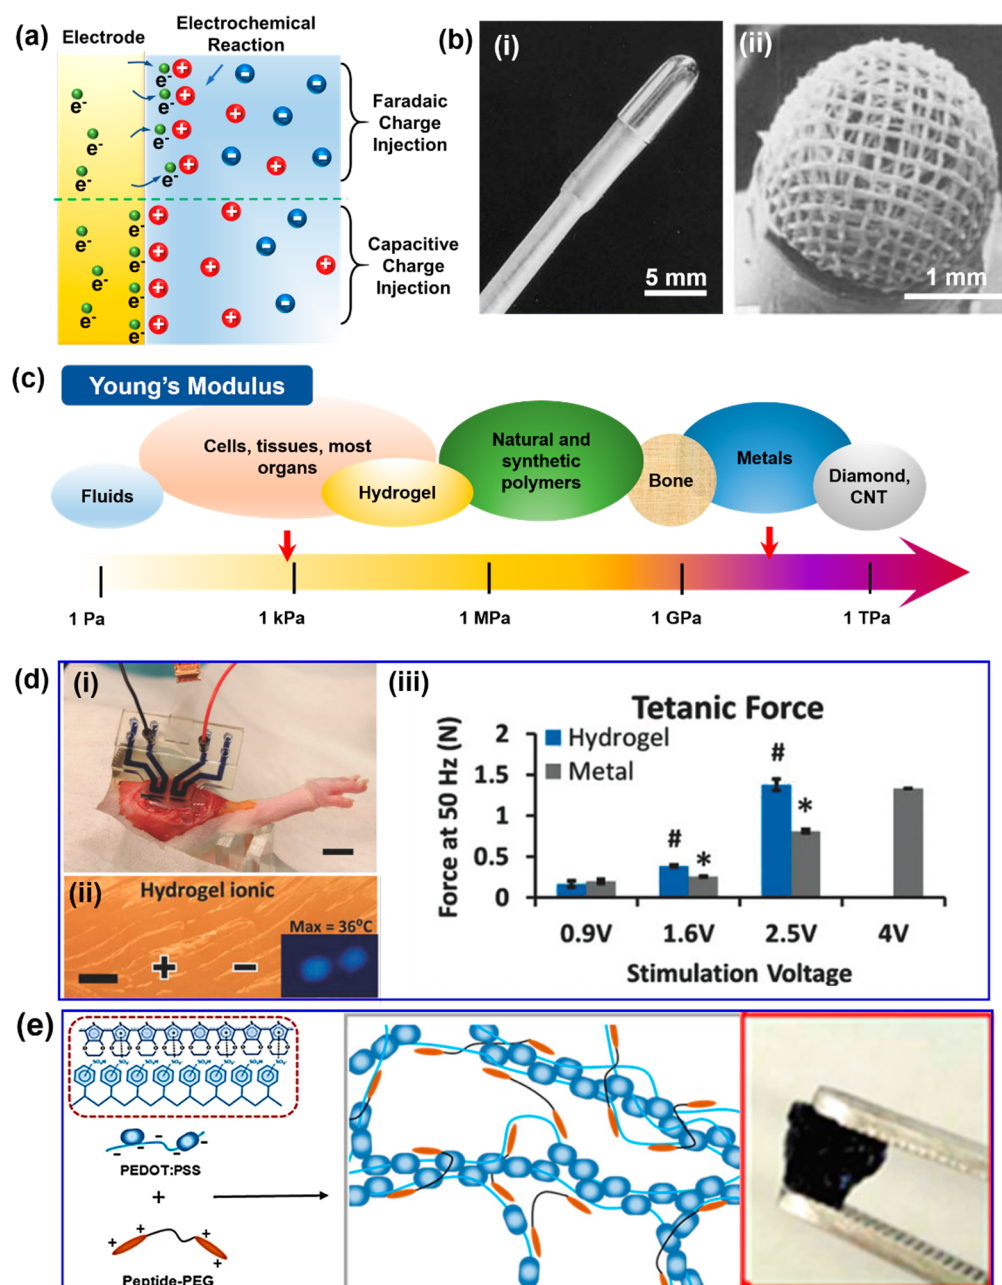 (a)
Electrode
Electrochemical
Reaction
e-
e-
e-
e-
e-
e-
e-
Faradaic
Charge
Injection
e-
e-
e-
e-
e-
e-
e-
Capacitive
Charge
Injection
(b)
(i)
5 mm
(ii)
1 mm
(c)
Young's Modulus
Fluids
Cells, tissues, most
organs
Hydrogel
Natural and
synthetic
polymers
Bone
Metals
Diamond,
CNT
1 Pa
1 kPa
1 MPa
1 GPa
1 TPa
(d)
(i)
(ii)
Hydrogel ionic
Max = 36°C
+
-
(iii)
Tetanic Force
Hydrogel
Metal
Force at 50 Hz (N)
2
1.5
1
0.5
0
#
*
#
*
0.9V
1.6V
2.5V
4V
Stimulation Voltage
(e)
PEDOT:PSS
+
Peptide-PEG